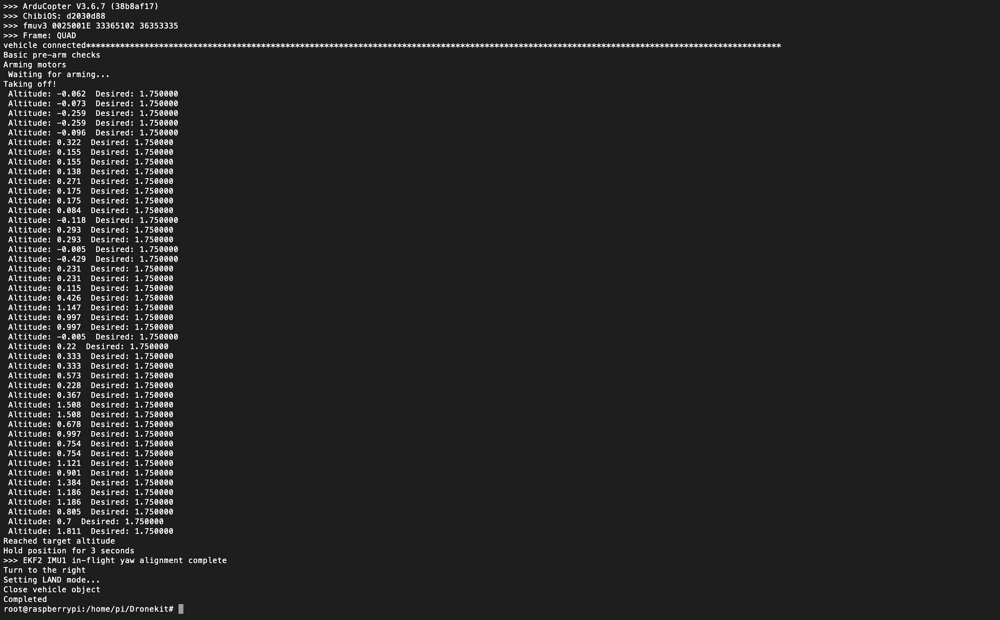 >>> ArduCopter V3.6.7 (38b8af17)
>>> ChibiOS: d2030d88
>>> fmuv3 0025001E 33365102 36353335
>>> Frame: QUAD
vehicle connected***********************************************************************************************************************************************
Basic pre-arm checks
Arming motors
 Waiting for arming...
Taking off!
 Altitude: -0.062  Desired: 1.750000
 Altitude: -0.073  Desired: 1.750000
 Altitude: -0.259  Desired: 1.750000
 Altitude: -0.259  Desired: 1.750000
 Altitude: -0.096  Desired: 1.750000
 Altitude: 0.322  Desired: 1.750000
 Altitude: 0.155  Desired: 1.750000
 Altitude: 0.155  Desired: 1.750000
 Altitude: 0.138  Desired: 1.750000
 Altitude: 0.271  Desired: 1.750000
 Altitude: 0.175  Desired: 1.750000
 Altitude: 0.175  Desired: 1.750000
 Altitude: 0.084  Desired: 1.750000
 Altitude: -0.118  Desired: 1.750000
 Altitude: 0.293  Desired: 1.750000
 Altitude: 0.293  Desired: 1.750000
 Altitude: -0.005  Desired: 1.750000
 Altitude: -0.429  Desired: 1.750000
 Altitude: 0.231  Desired: 1.750000
 Altitude: 0.231  Desired: 1.750000
 Altitude: 0.115  Desired: 1.750000
 Altitude: 0.426  Desired: 1.750000
 Altitude: 1.147  Desired: 1.750000
 Altitude: 0.997  Desired: 1.750000
 Altitude: 0.997  Desired: 1.750000
 Altitude: -0.005  Desired: 1.750000
 Altitude: 0.22  Desired: 1.750000
 Altitude: 0.333  Desired: 1.750000
 Altitude: 0.333  Desired: 1.750000
 Altitude: 0.573  Desired: 1.750000
 Altitude: 0.228  Desired: 1.750000
 Altitude: 0.367  Desired: 1.750000
 Altitude: 1.508  Desired: 1.750000
 Altitude: 1.508  Desired: 1.750000
 Altitude: 0.678  Desired: 1.750000
 Altitude: 0.997  Desired: 1.750000
 Altitude: 0.754  Desired: 1.750000
 Altitude: 0.754  Desired: 1.750000
 Altitude: 1.121  Desired: 1.750000
 Altitude: 0.901  Desired: 1.750000
 Altitude: 1.384  Desired: 1.750000
 Altitude: 1.186  Desired: 1.750000
 Altitude: 1.186  Desired: 1.750000
 Altitude: 0.805  Desired: 1.750000
 Altitude: 0.7  Desired: 1.750000
 Altitude: 1.811  Desired: 1.750000
Reached target altitude
Hold position for 3 seconds
>>> EKF2 IMU1 in-flight yaw alignment complete
Turn to the right
Setting LAND mode...
Close vehicle object
Completed
root@raspberrypi:/home/pi/Dronekit#